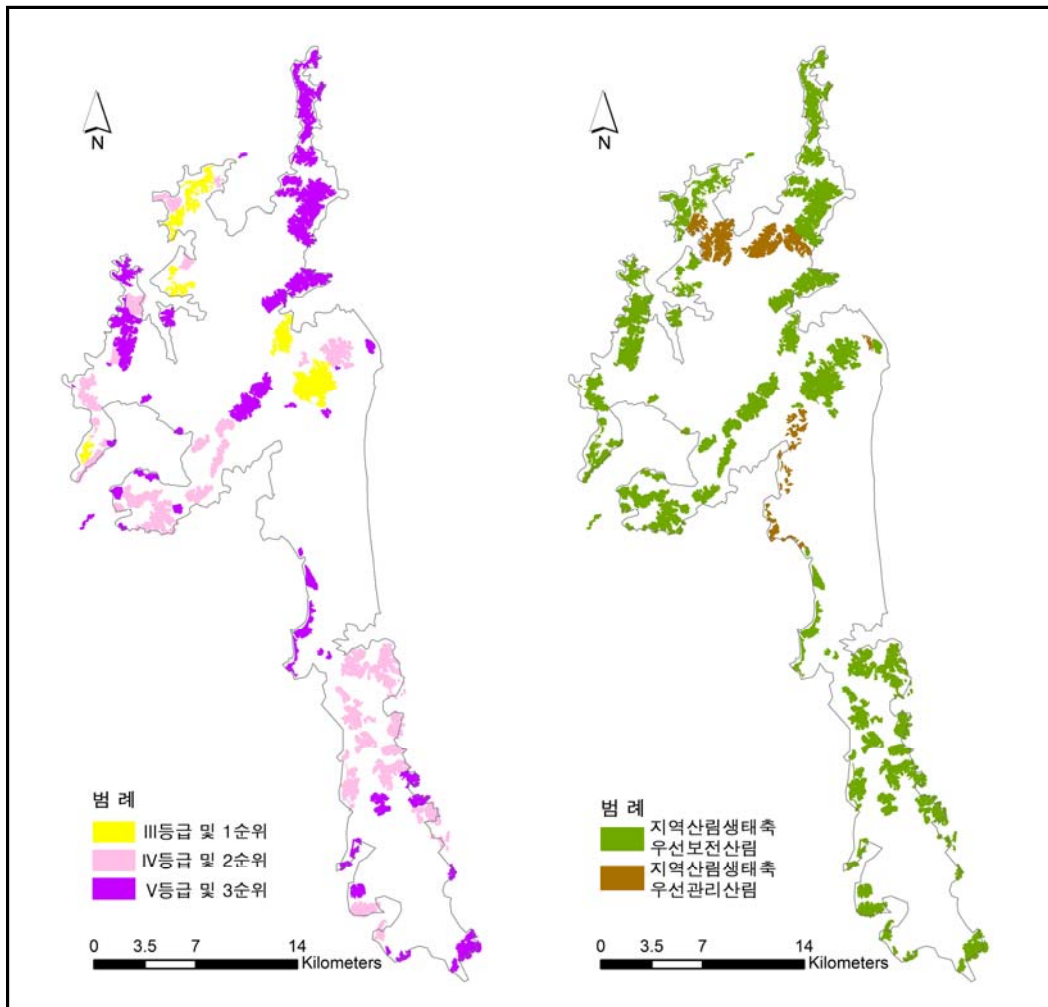 N
범 례
III등급 및 1순위
IV등급 및 2순위
V등급 및 3순위
0 3.5 7 14
Kilometers
N
범 례
지역산림생태축
우선보전산림
지역산림생태축
우선관리산림
0 3.5 7 14
Kilometers